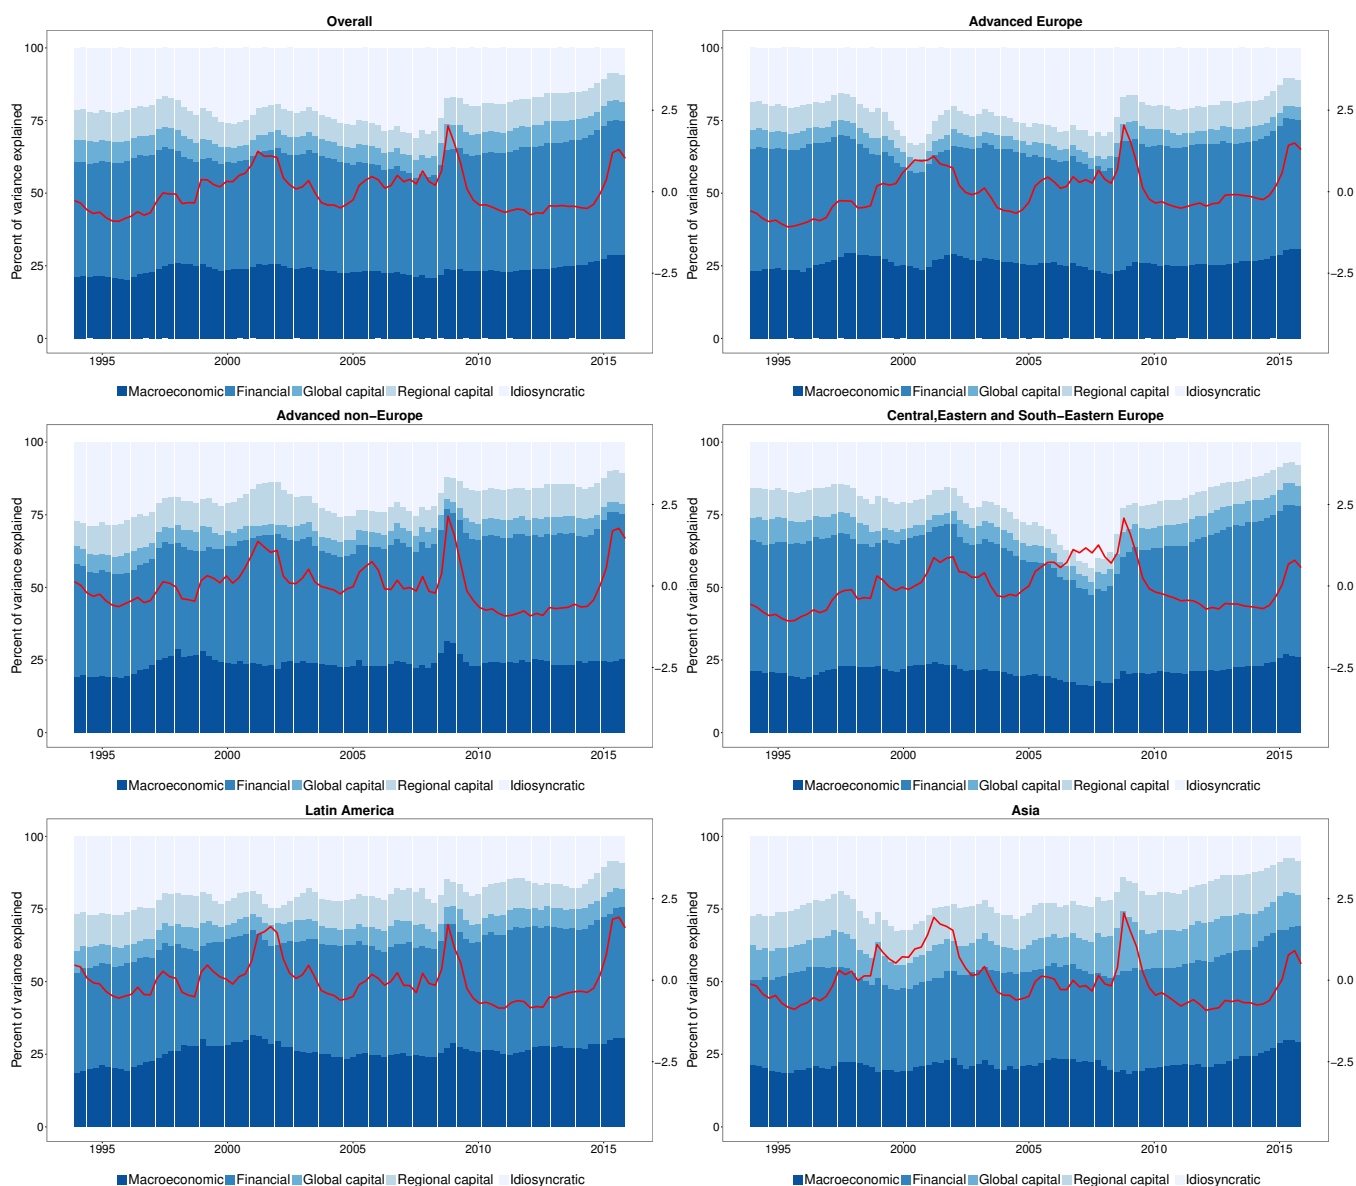 Overall
Percent of variance explained
100
75
50
25
0
2.5
0.0
−2.5
1995 2000 2005 2010 2015
Macroeconomic Financial Global capital Regional capital Idiosyncratic
Advanced Europe
Percent of variance explained
100
75
50
25
0
2.5
0.0
−2.5
1995 2000 2005 2010 2015
Macroeconomic Financial Global capital Regional capital Idiosyncratic
Advanced non−Europe
Percent of variance explained
100
75
50
25
0
2.5
0.0
−2.5
1995 2000 2005 2010 2015
Macroeconomic Financial Global capital Regional capital Idiosyncratic
Central,Eastern and South−Eastern Europe
Percent of variance explained
100
75
50
25
0
2.5
0.0
−2.5
1995 2000 2005 2010 2015
Macroeconomic Financial Global capital Regional capital Idiosyncratic
Latin America
Percent of variance explained
100
75
50
25
0
2.5
0.0
−2.5
1995 2000 2005 2010 2015
Macroeconomic Financial Global capital Regional capital Idiosyncratic
Asia
Percent of variance explained
100
75
50
25
0
2.5
0.0
−2.5
1995 2000 2005 2010 2015
Macroeconomic Financial Global capital Regional capital Idiosyncratic